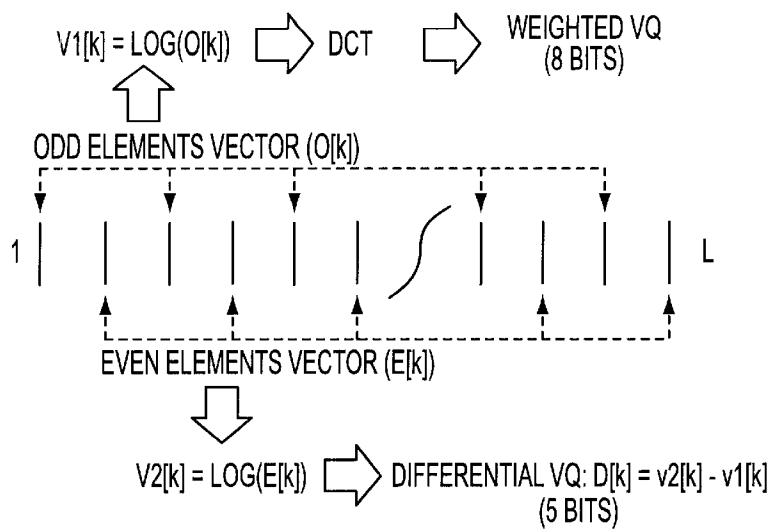 V1[k] = LOG(O[k]) DCT WEIGHTED VQ
(8 BITS)
ODD ELEMENTS VECTOR (O[k])
1 L
EVEN ELEMENTS VECTOR (E[k])
V2[k] = LOG(E[k]) DIFFERENTIAL VQ: D[k] = v2[k] - v1[k]
(5 BITS)